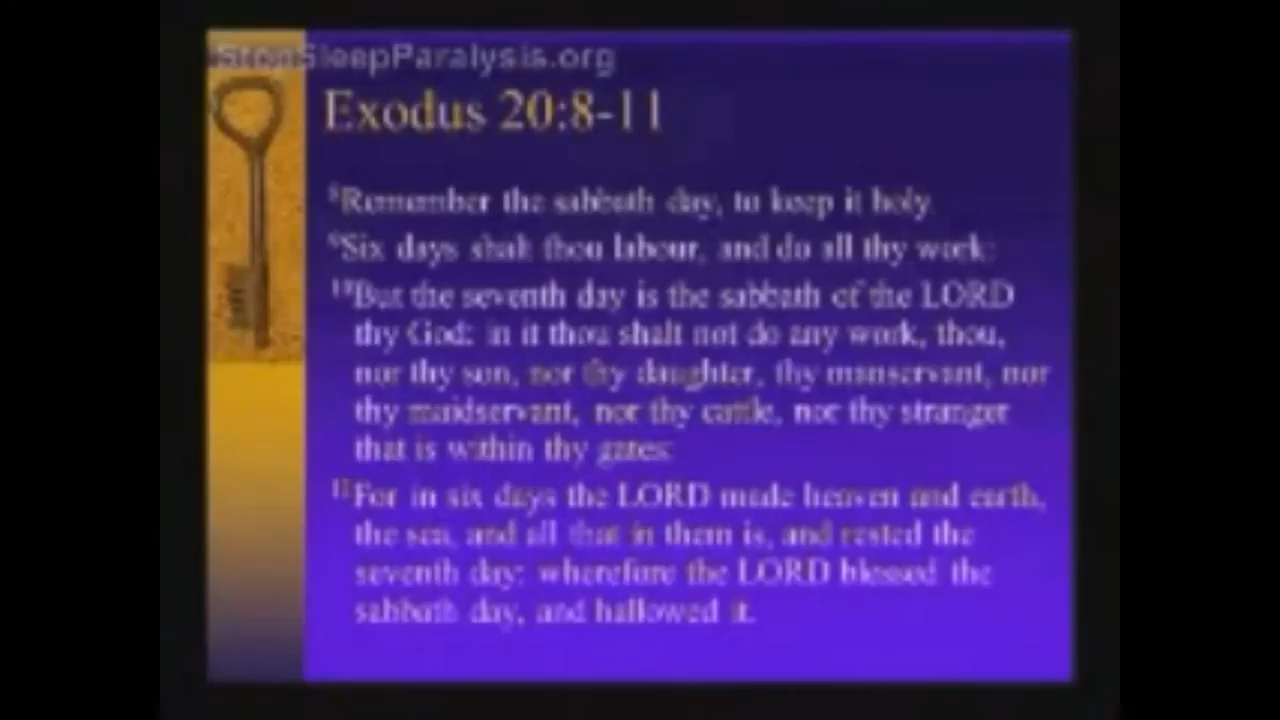 StopSleepParalysis.org
Exodus 20:8-11
8Remember the sabbath day, to keep it holy.
9Six days shalt thou labour, and do all thy work:
10But the seventh day is the sabbath of the LORD
thy God: in it thou shalt not do any work, thou,
nor thy son, nor thy daughter, thy manservant, nor
thy maidservant, nor thy cattle, nor thy stranger
that is within thy gates:
11For in six days the LORD made heaven and earth,
the sea, and all that in them is, and rested the
seventh day: wherefore the LORD blessed the
sabbath day, and hallowed it.